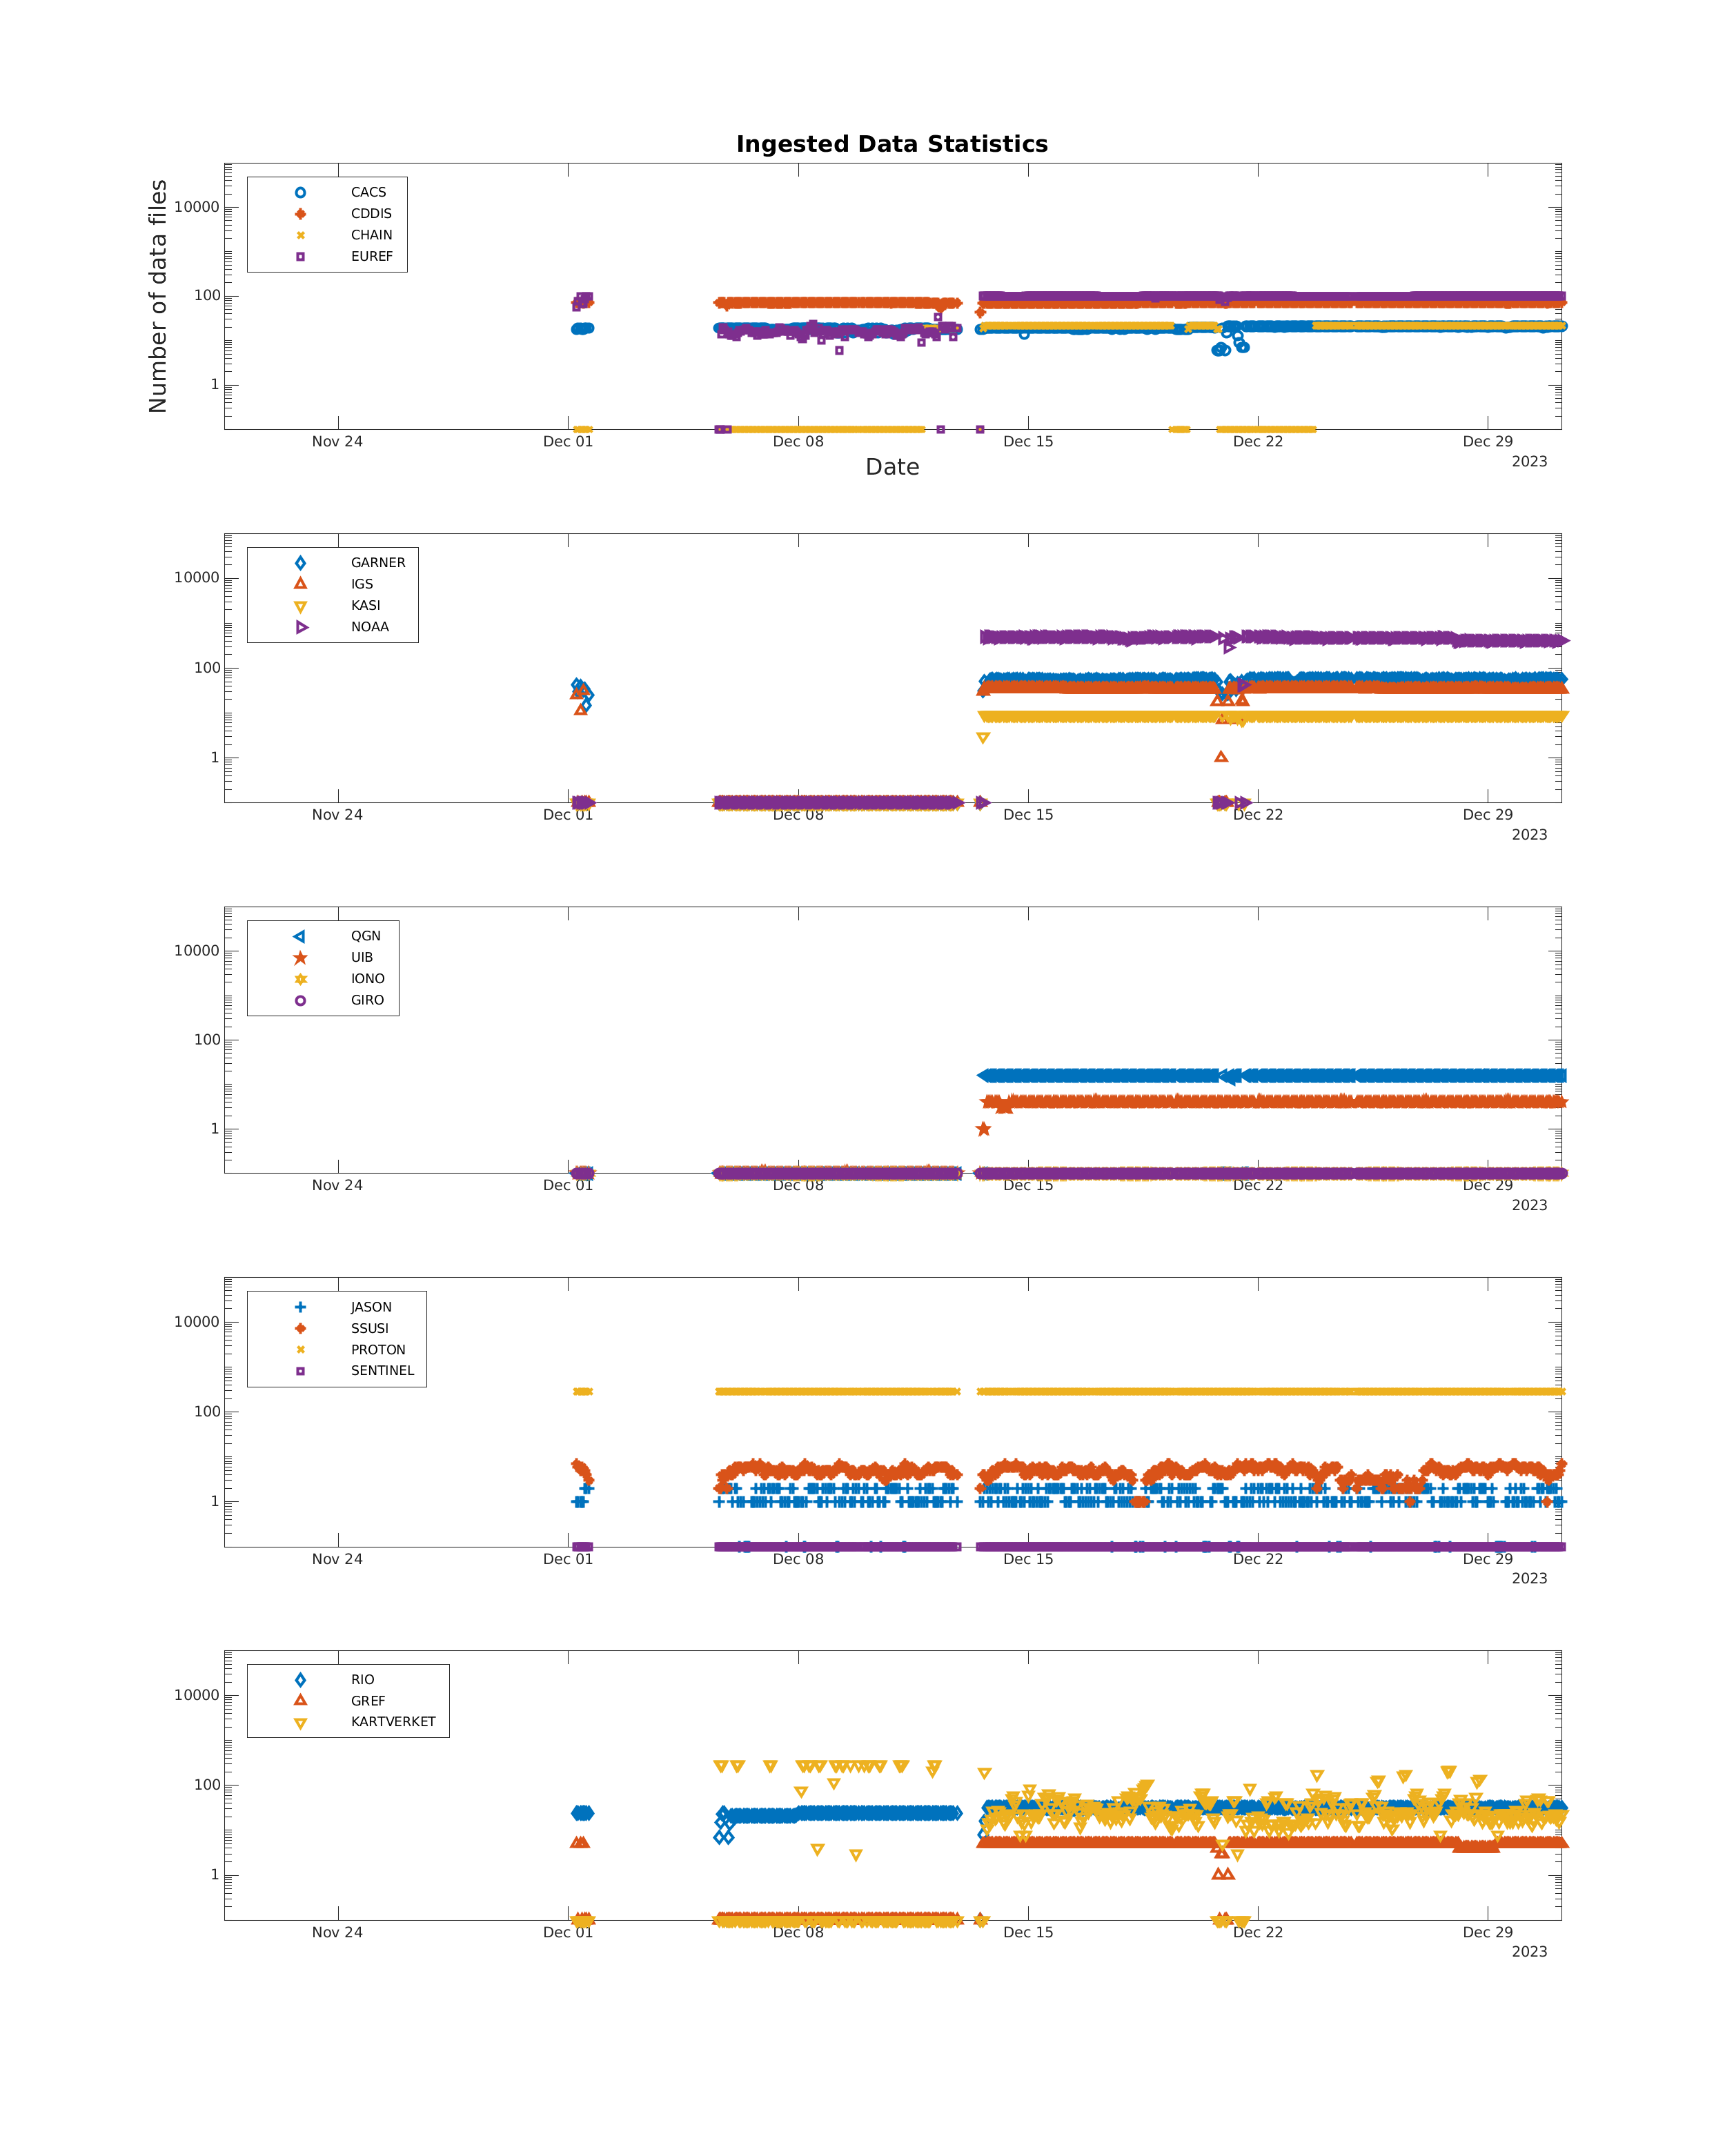 Ingested Data Statistics
Number of data files
10000
100
1
CACS
CDDIS
CHAIN
EUREF
Nov 24 Dec 01 Dec 08 Dec 15 Dec 22 Dec 29
2023
Date
10000
100
1
GARNER
IGS
KASI
NOAA
Nov 24 Dec 01 Dec 08 Dec 15 Dec 22 Dec 29
2023
10000
100
1
QGN
UIB
IONO
GIRO
Nov 24 Dec 01 Dec 08 Dec 15 Dec 22 Dec 29
2023
10000
100
1
JASON
SSUSI
PROTON
SENTINEL
Nov 24 Dec 01 Dec 08 Dec 15 Dec 22 Dec 29
2023
10000
100
1
RIO
GREF
KARTVERKET
Nov 24 Dec 01 Dec 08 Dec 15 Dec 22 Dec 29
2023